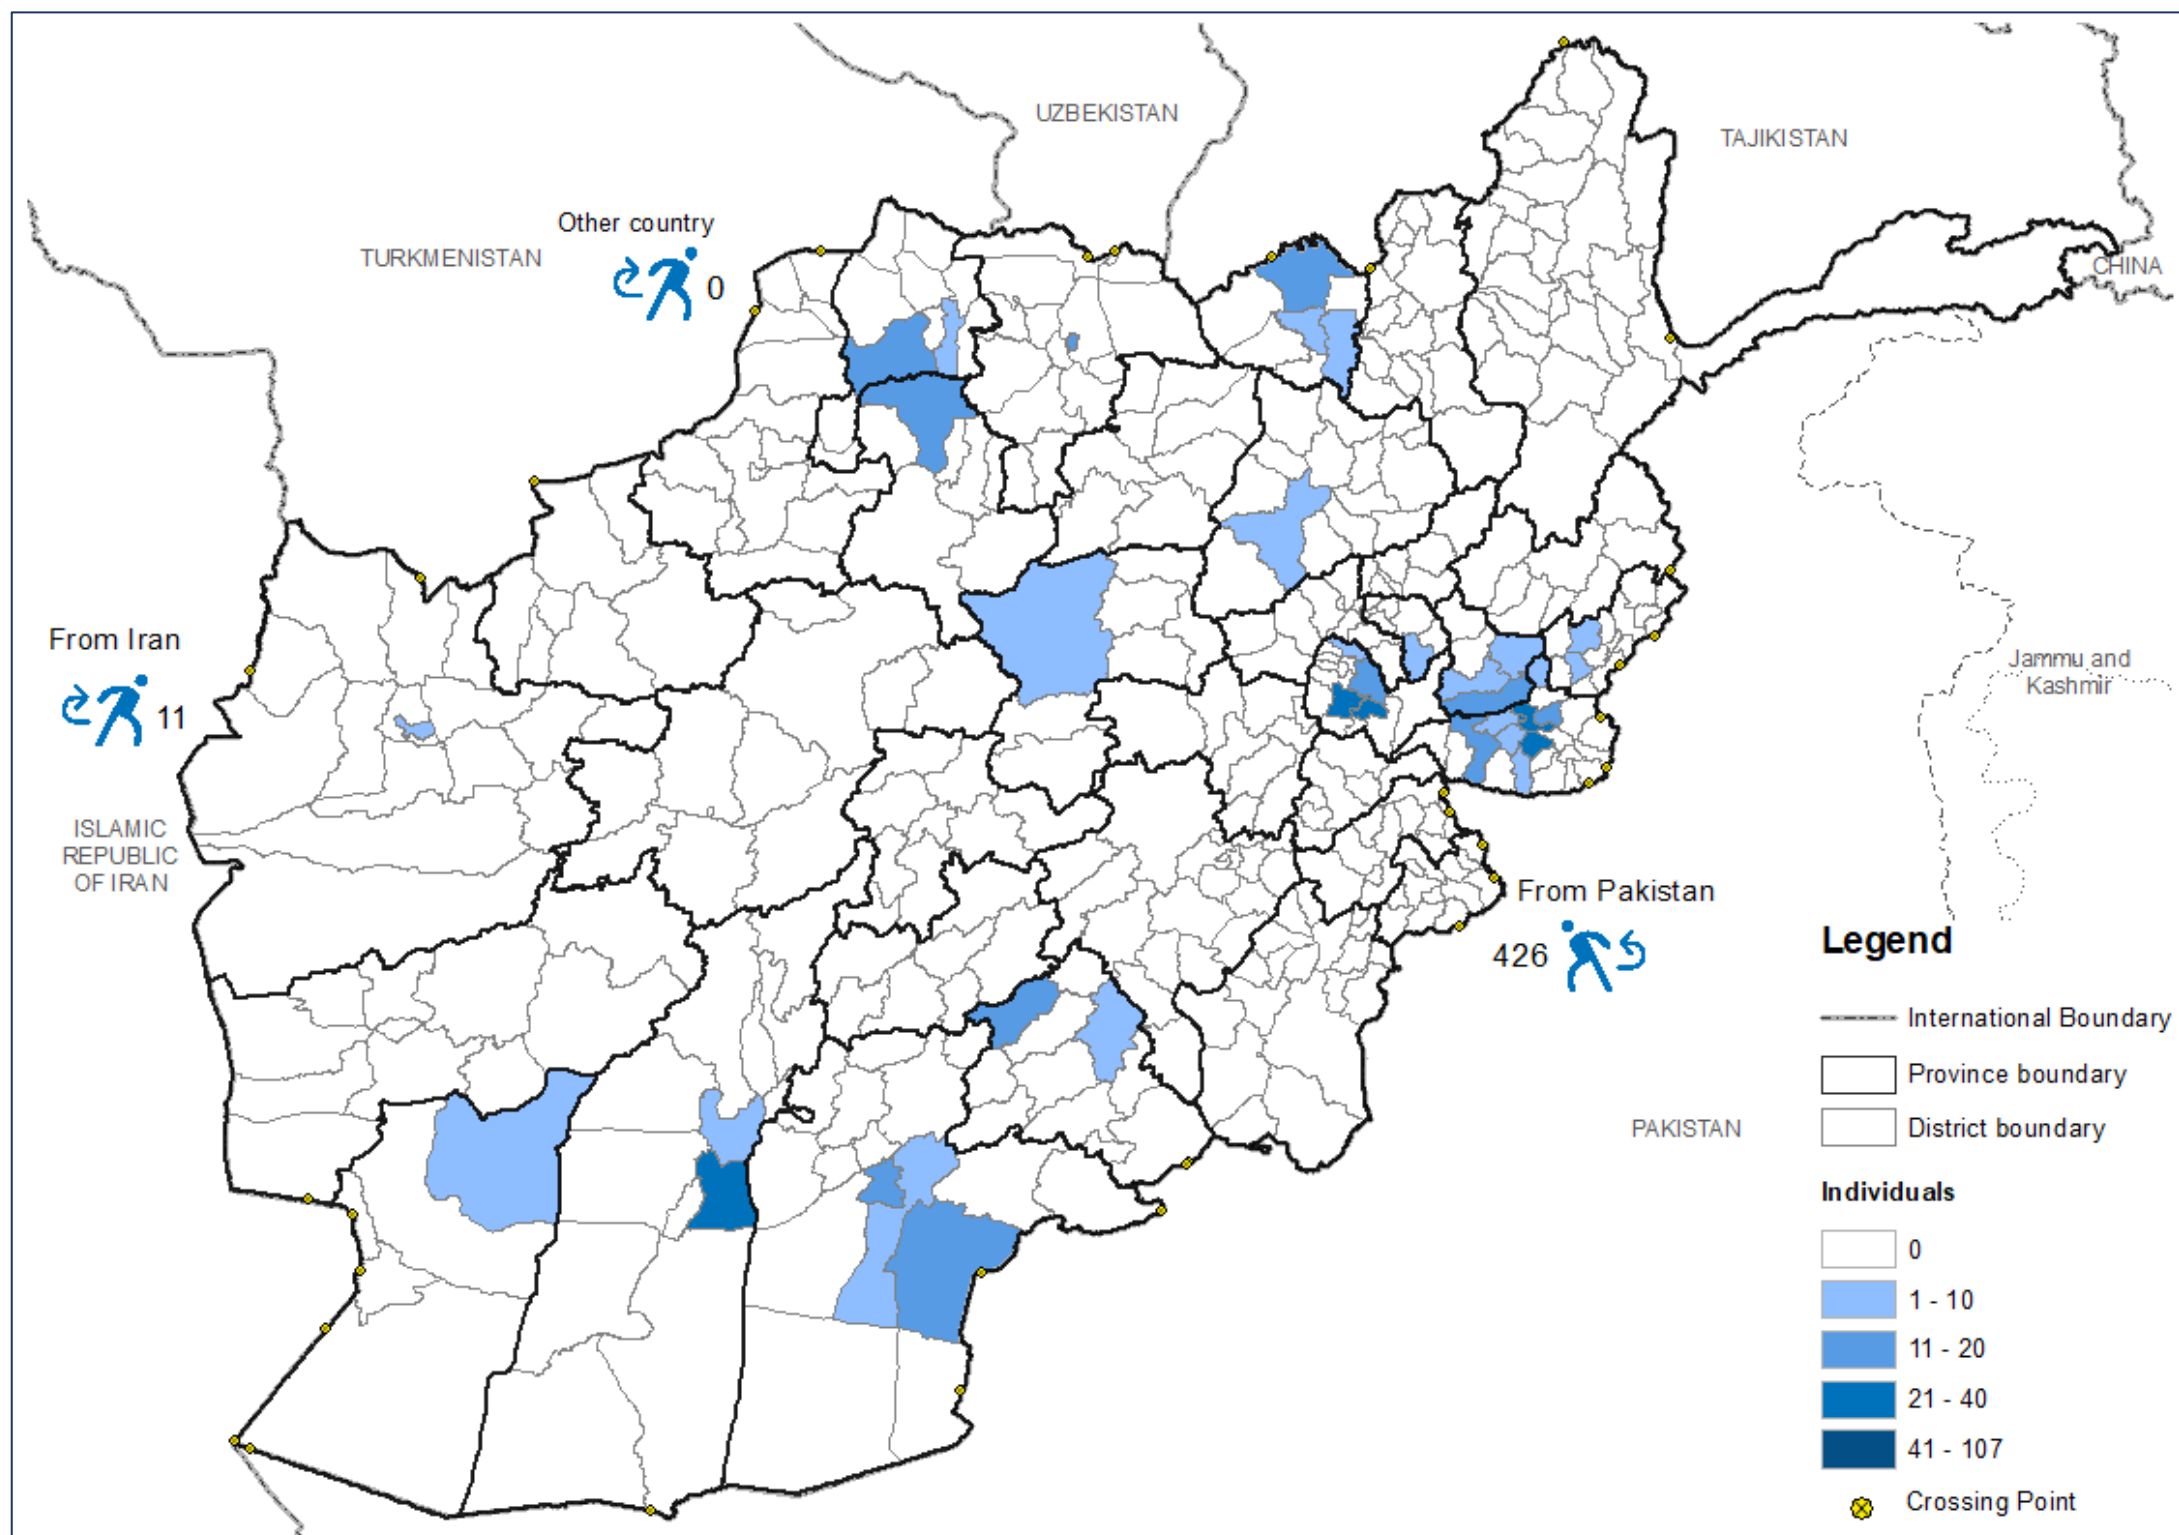 UZBEKISTAN
TAJIKISTAN
Other country
0
TURKMENISTAN
CHINA
From Iran
11
Jammu and
Kashmir
ISLAMIC
REPUBLIC
OF IRAN
From Pakistan
426
PAKISTAN
Legend
International Boundary
Province boundary
District boundary
Individuals
0
1 - 10
11 - 20
21 - 40
41 - 107
Crossing Point